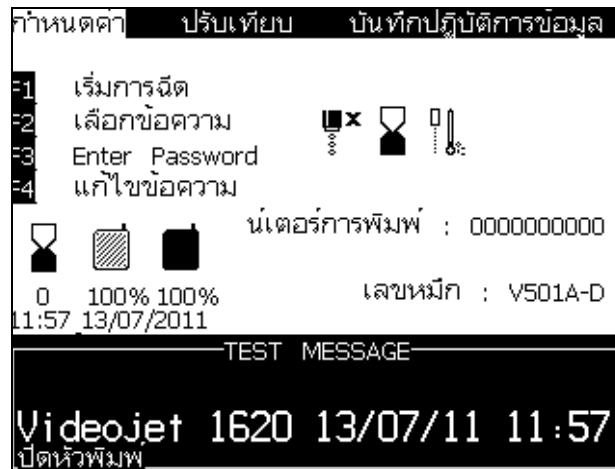 กำหนดค่า ปรับเทียบ บันทึกปฏิบัติการข้อมูล
F1 เริ่มการฉีด
F2 เลือกข้อความ
F3 Enter Password
F4 แก้ไขข้อความ
น์เตอร์การพิมพ์ : 0000000000
0 100% 100%
เลขหมึก : V501A-D
11:57 13/07/2011
TEST MESSAGE
Videojet 1620 13/07/11 11:57
ปิดหัวพิมพ์